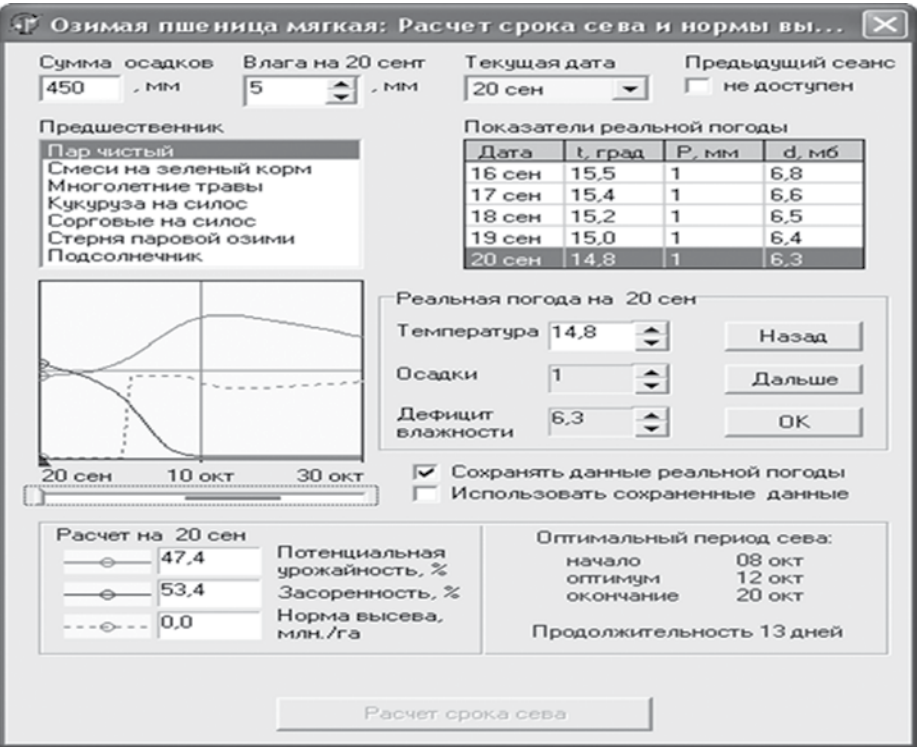 Озимая пшеница мягкая: Расчет срока сева и нормы вы...
Сумма осадков
450 , мм
Влага на 20 сент
5 , мм
Текущая дата
20 сен
Предыдущий сеанс
не доступен
Предшественник
Пар чистый
Смеси на зеленый корм
Многолетние травы
Кукуруза на силос
Сорговые на силос
Стерня паровой озими
Подсолнечник
Показатели реальной погоды
Дата t, град P, мм d, мб
16 сен 15,5 1 6,8
17 сен 15,4 1 6,6
18 сен 15,2 1 6,5
19 сен 15,0 1 6,4
20 сен 14,8 1 6,3
20 сен 10 окт 30 окт
Реальная погода на 20 сен
Температура 14,8
Осадки 1
Дефицит
влажности 6,3
Назад
Дальше
OK
Сохранять данные реальной погоды
Использовать сохраненные данные
Расчет на 20 сен
47,4 Потенциальная
урожайность, %
53,4 Засоренность, %
0,0 Норма высева,
млн./га
Оптимальный период сева:
начало 08 окт
оптимум 12 окт
окончание 20 окт
Продолжительность 13 дней
Расчет срока сева